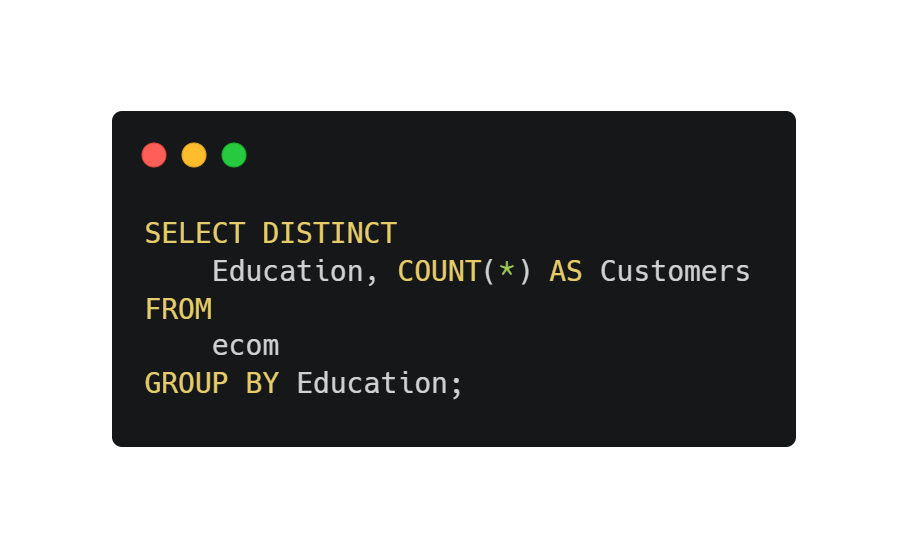 SELECT DISTINCT
    Education, COUNT(*) AS Customers
FROM
    ecom
GROUP BY Education;